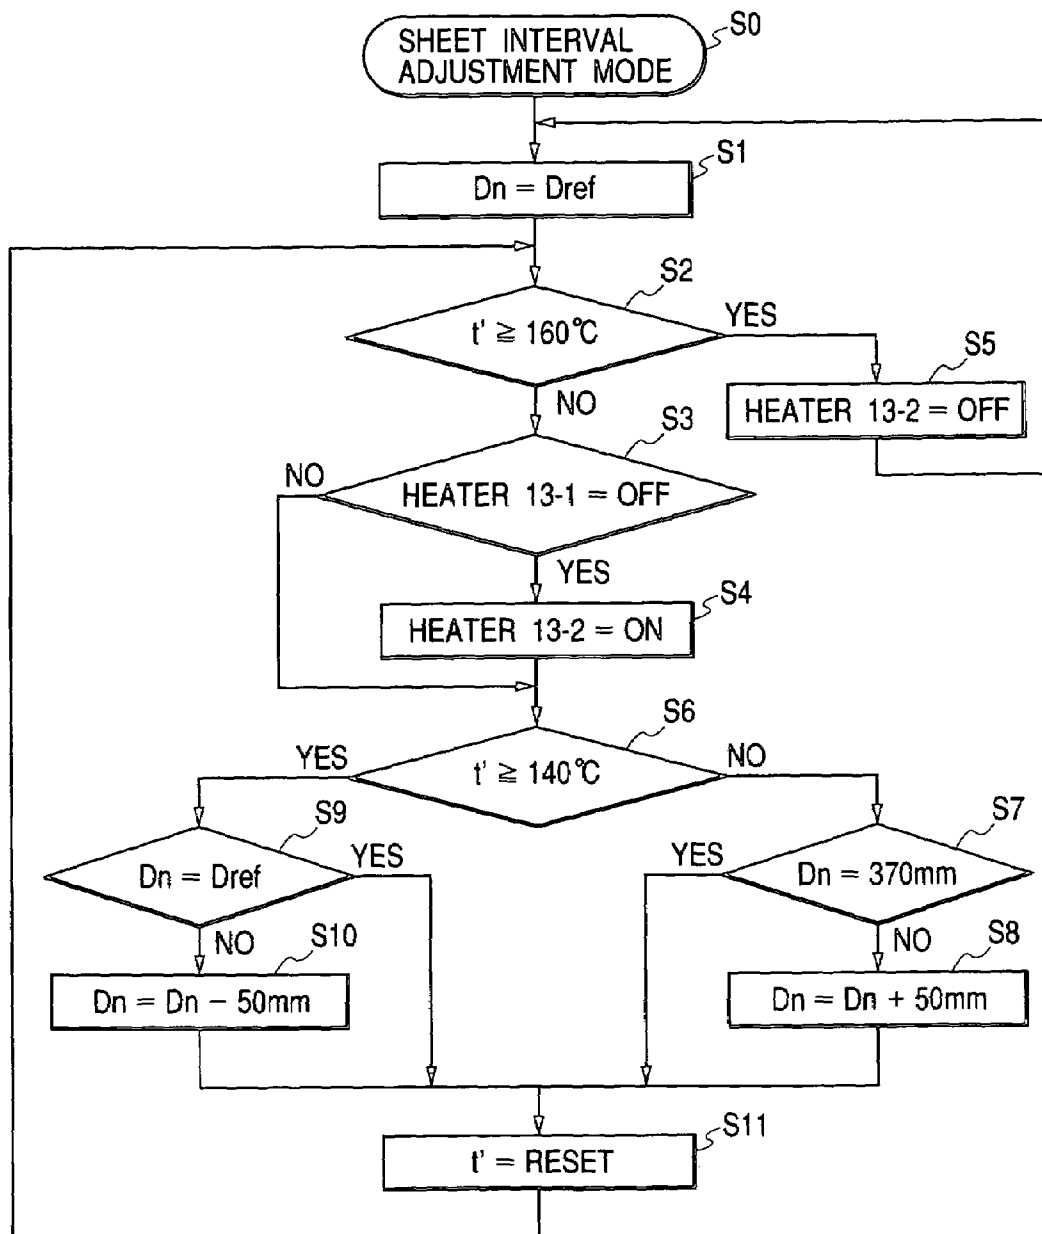 SHEET INTERVAL
ADJUSTMENT MODE
S0
S1
Dn = Dref
S2
t' ≧ 160℃
YES
NO
S5
HEATER 13-2 = OFF
S3
HEATER 13-1 = OFF
NO
YES
S4
HEATER 13-2 = ON
S6
t' ≧ 140℃
YES
NO
S9
Dn = Dref
YES
NO
S7
Dn = 370mm
YES
NO
S10
Dn = Dn - 50mm
S8
Dn = Dn + 50mm
S11
t' = RESET